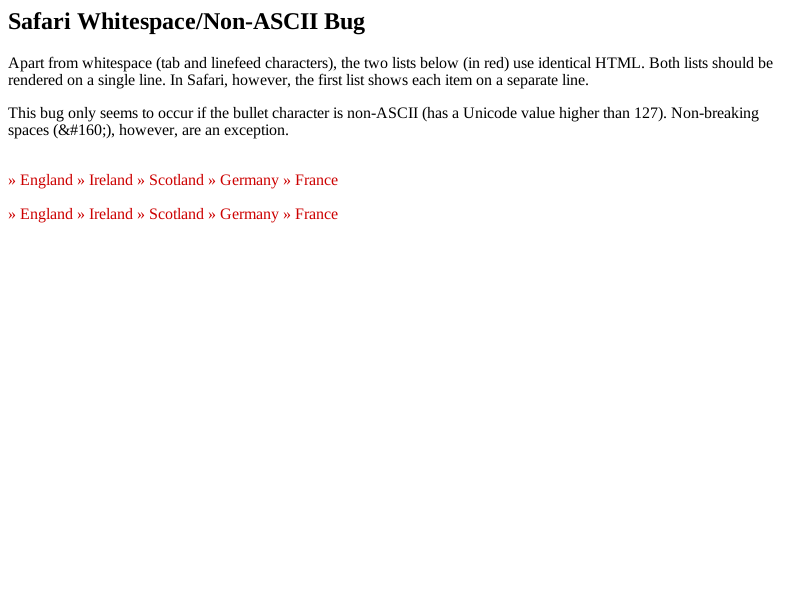 Safari Whitespace/Non-ASCII Bug
Apart from whitespace (tab and linefeed characters), the two lists below (in red) use identical HTML. Both lists should be
rendered on a single line. In Safari, however, the first list shows each item on a separate line.
This bug only seems to occur if the bullet character is non-ASCII (has a Unicode value higher than 127). Non-breaking
spaces (&#160;), however, are an exception.
» England » Ireland » Scotland » Germany » France
» England » Ireland » Scotland » Germany » France